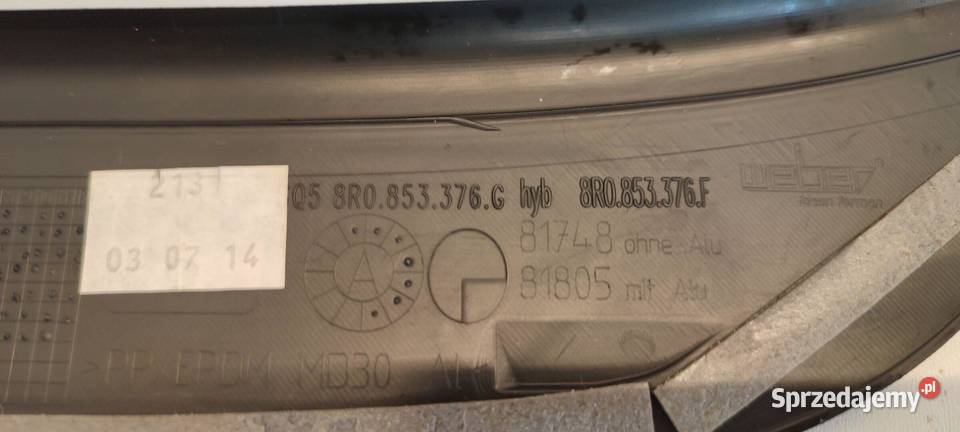 2131
03 07 14
Q5 8R0.853.376.G hyb 8R0.853.376.F
weber
formen
A
81748 ohne Alu
81805 mit Alu
>PP EPDM MD30
Sprzedajemy.pl